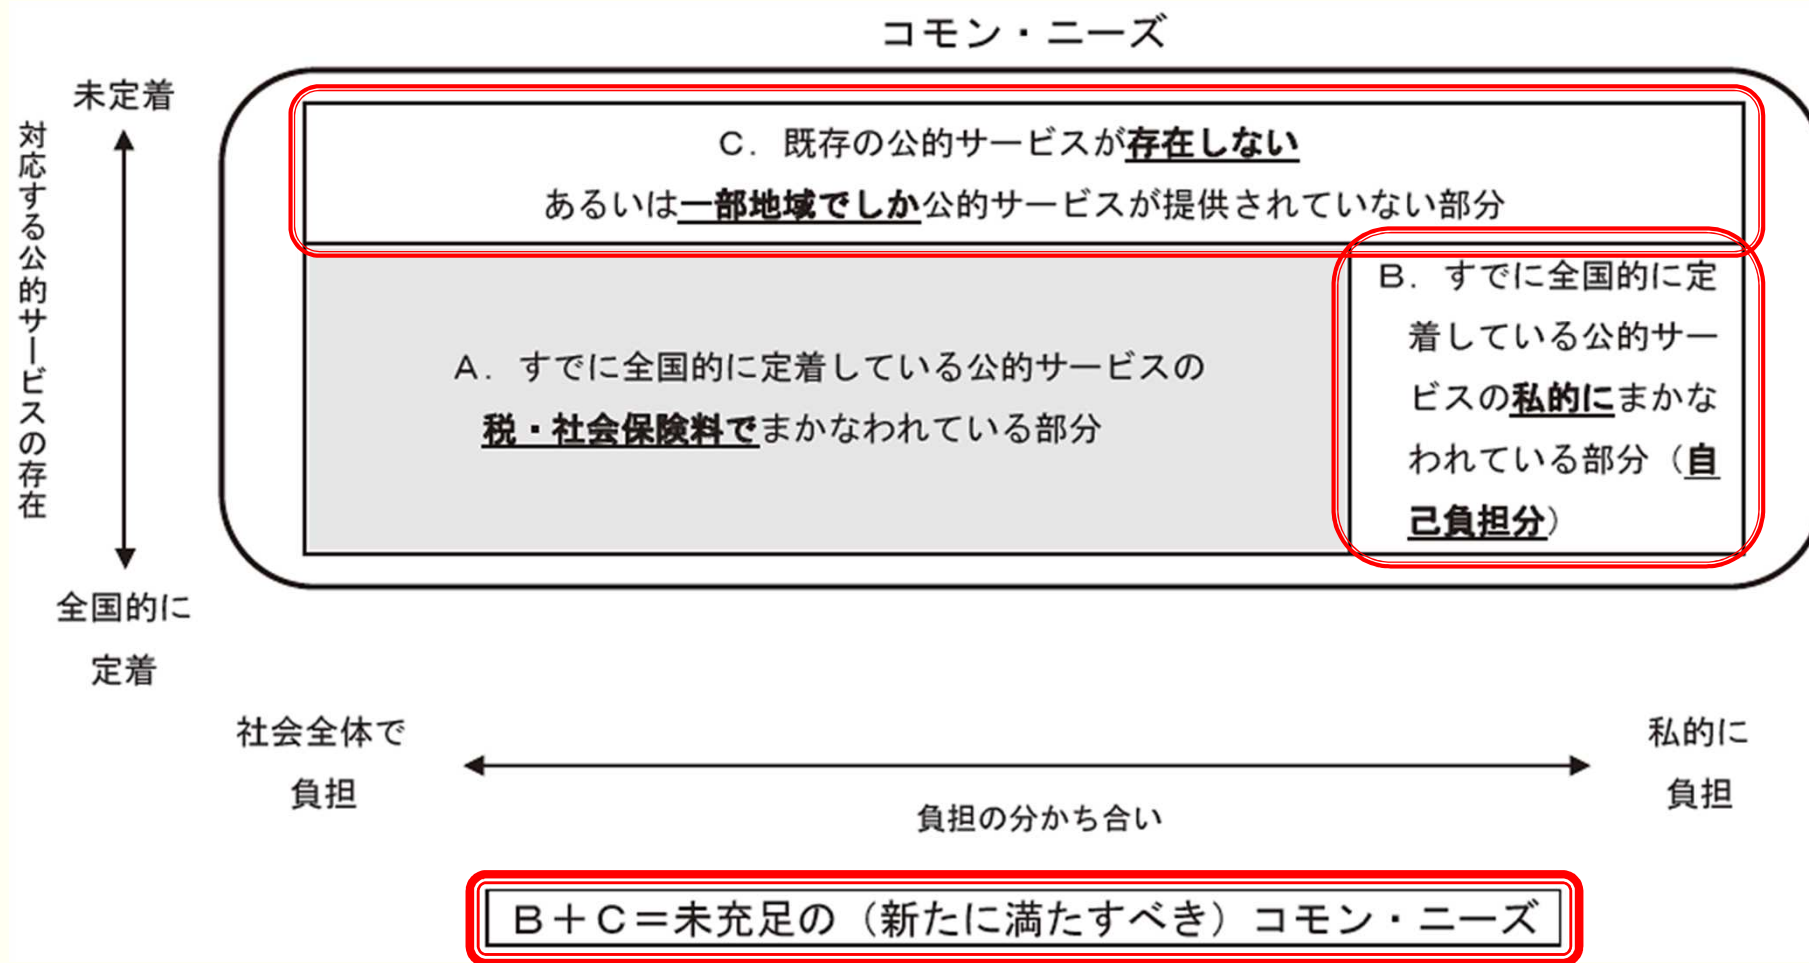 コモン・ニーズ
未定着
対応する公的サービスの存在
全国的に
定着
C．既存の公的サービスが存在しない
あるいは一部地域でしか公的サービスが提供されていない部分
A．すでに全国的に定着している公的サービスの
税・社会保険料でまかなわれている部分
B．すでに全国的に定
着している公的サー
ビスの私的にまかな
われている部分（自
己負担分）
社会全体で
負担
負担の分かち合い
私的に
負担
B＋C＝未充足の（新たに満たすべき）コモン・ニーズ